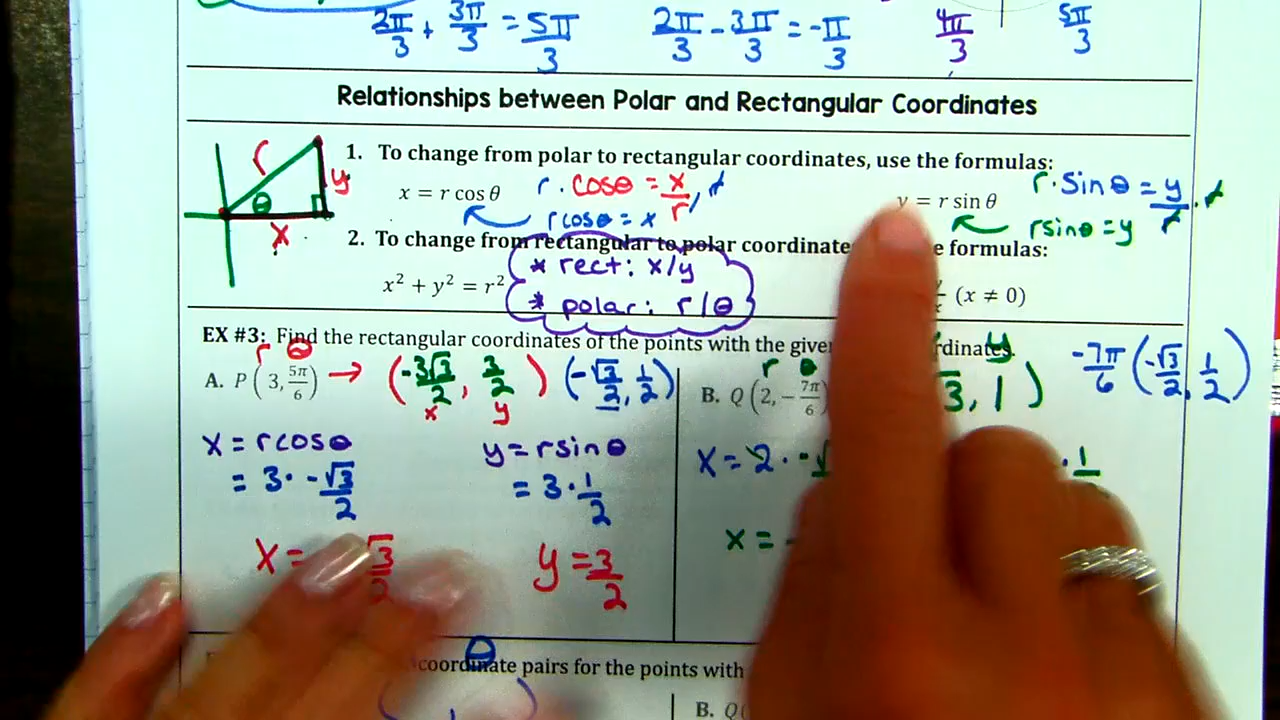 2π/3 + 3π/3 = 5π/3 2π/3 - 3π/3 = -π/3 4π/3 5π/3
Relationships between Polar and Rectangular Coordinates
r y θ x
1. To change from polar to rectangular coordinates, use the formulas:
x = r cos θ r · cosθ = x/r · r y = r sin θ r · sin θ = y/r · r
rcosθ = x rsinθ = y
2. To change from rectangular to polar coordinate formulas:
x² + y² = r² * rect: x/y (x ≠ 0)
* polar: r/θ
EX #3: Find the rectangular coordinates of the points with the given
r θ r θ y
A. P(3, 5π/6) → (-3√3/2, 3/2) (-√3/2, 1/2) B. Q(2, -7π/6) √3, 1) -7π/6 (-√3/2, 1/2)
x y
x = rcosθ y = rsinθ x = 2 · -√ · 1
= 3 · -√3/2 = 3 · 1/2
x = √3/2 y = 3/2 x = -
θ
coordinate pairs for the points with
B. Q(